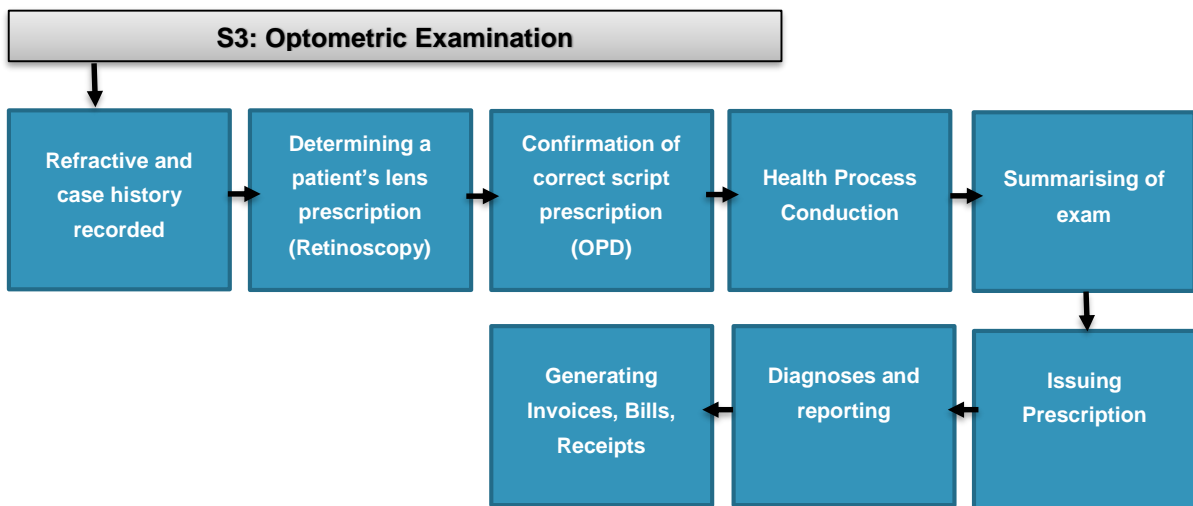 S3: Optometric Examination
Refractive and
case history
recorded
Determining a
patient's lens
prescription
(Retinoscopy)
Confirmation of
correct script
prescription
(OPD)
Health Process
Conduction
Summarising of
exam
Issuing
Prescription
Diagnoses and
reporting
Generating
Invoices, Bills,
Receipts